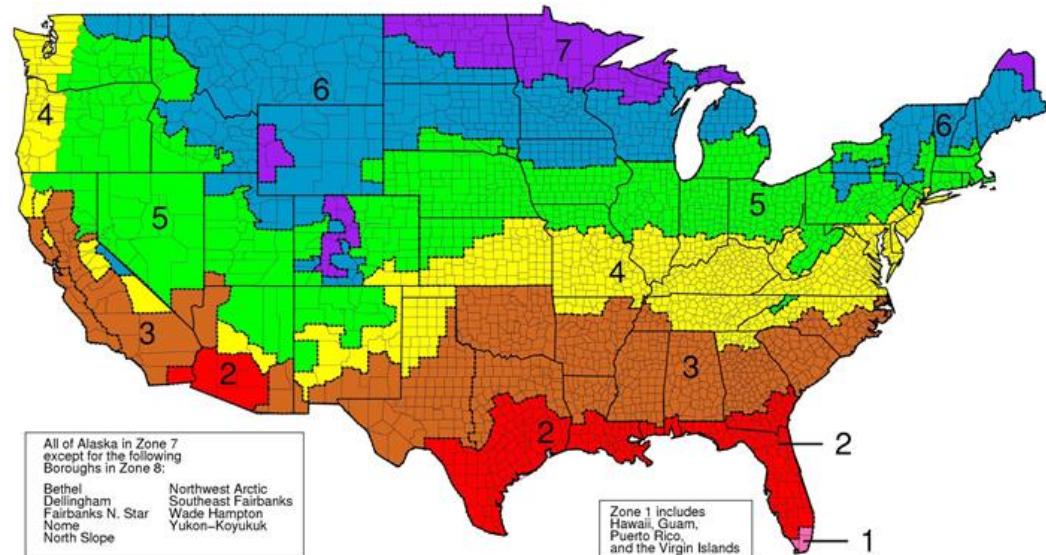 7
6
6
4
5
5
4
3
3
2
2
2
1
All of Alaska in Zone 7
except for the following
Boroughs in Zone 8:
Bethel Northwest Arctic
Dellingham Southeast Fairbanks
Fairbanks N. Star Wade Hampton
Nome Yukon-Koyukuk
North Slope
Zone 1 includes
Hawaii, Guam,
Puerto Rico,
and the Virgin Islands